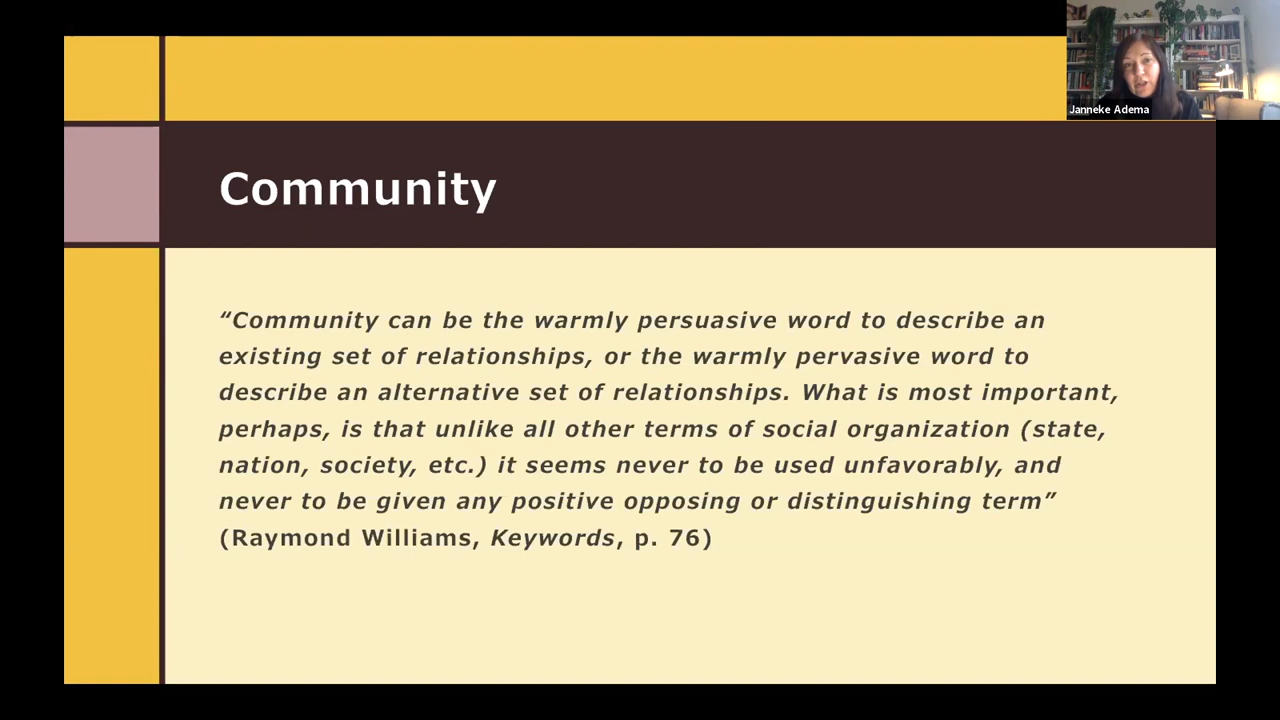 Janneke Adema
Community
“Community can be the warmly persuasive word to describe an
existing set of relationships, or the warmly pervasive word to
describe an alternative set of relationships. What is most important,
perhaps, is that unlike all other terms of social organization (state,
nation, society, etc.) it seems never to be used unfavorably, and
never to be given any positive opposing or distinguishing term”
(Raymond Williams, Keywords, p. 76)